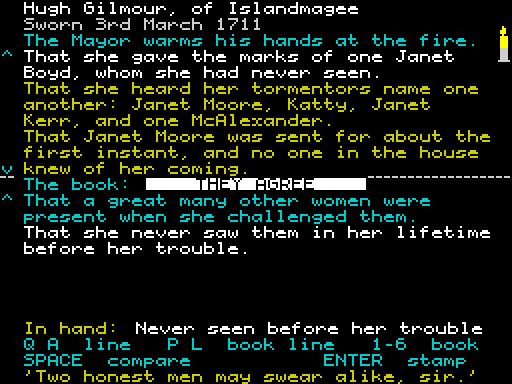 Hugh Gilmour, of Islandmagee
Sworn 3rd March 1711
The Mayor warms his hands at the fire.
^ That she gave the marks of one Janet
Boyd, whom she had never seen.
That she heard her tormentors name one
another: Janet Moore, Katty, Janet
Kerr, and one McAlexander.
That Janet Moore was sent for about the
first instant, and no one in the house
v knew of her coming.
The book: THEY AGREE
^ That a great many other women were
present when she challenged them.
That she never saw them in her lifetime
before her trouble.
In hand: Never seen before her trouble
Q A line P L book line 1-6 book
SPACE compare ENTER stamp
'Two honest men may swear alike, sir.'